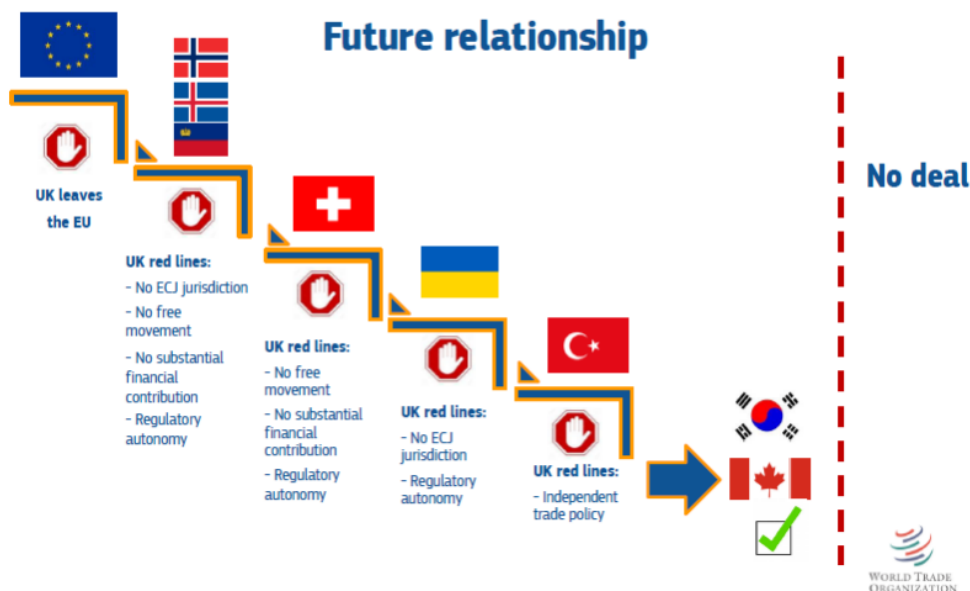 Future relationship
UK leaves
the EU
No deal
UK red lines:
- No ECJ jurisdiction
- No free
movement
- No substantial
financial
contribution
- Regulatory
autonomy
UK red lines:
- No free
movement
- No substantial
financial
contribution
- Regulatory
autonomy
UK red lines:
- No ECJ
jurisdiction
- Regulatory
autonomy
UK red lines:
- Independent
trade policy
WORLD TRADE
ORGANIZATION